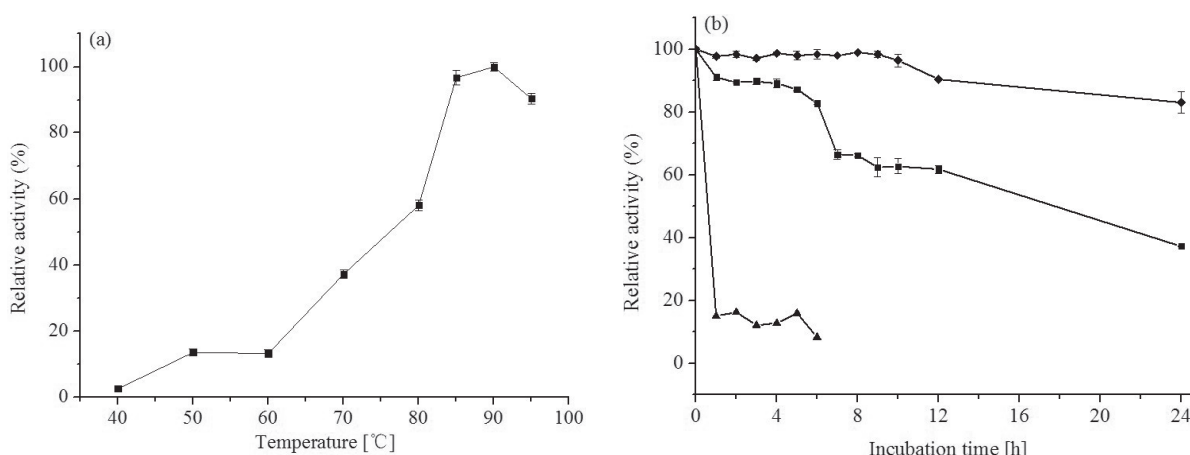 (a)
Relative activity (%)
100
80
60
40
20
0
40 50 60 70 80 90 100
Temperature [℃]
(b)
Relative activity (%)
100
80
60
40
20
0
0 4 8 12 16 20 24
Incubation time [h]